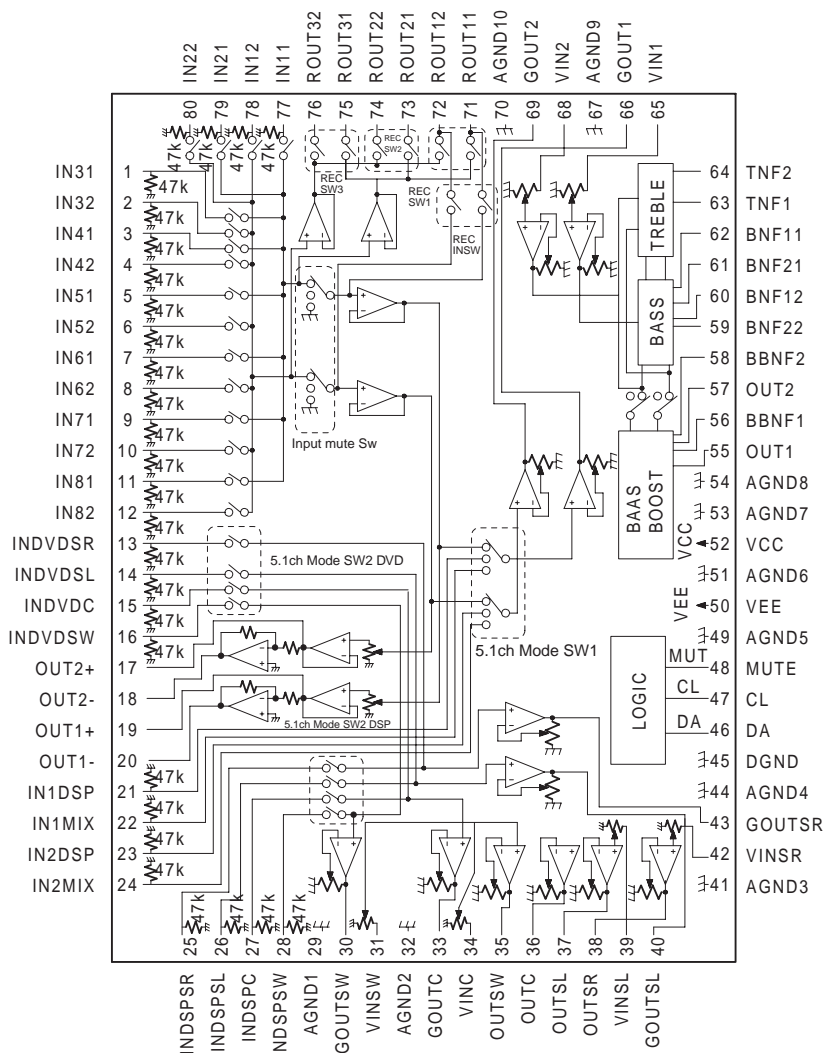 IN22 IN21 IN12 IN11 ROUT32 ROUT31 ROUT22 ROUT21 ROUT12 ROUT11 AGND10 GOUT2 VIN2 AGND9 GOUT1 VIN1
80 79 78 77 76 75 74 73 72 71 70 69 68 67 66 65
47k 47k 47k 47k
REC SW3
REC SW2
REC SW1
REC INSW
IN31 1 47k
IN32 2 47k
IN41 3 47k
IN42 4 47k
IN51 5 47k
IN52 6 47k
IN61 7 47k
IN62 8 47k
IN71 9 47k
IN72 10 47k
IN81 11 47k
IN82 12 47k
INDVDSR 13 47k
INDVDSL 14 47k
INDVDC 15 47k
INDVDSW 16 47k
OUT2+ 17
OUT2- 18
OUT1+ 19
OUT1- 20
47k
IN1DSP 21
47k
IN1MIX 22
47k
IN2DSP 23
47k
IN2MIX 24
Input mute Sw
5.1ch Mode SW2 DVD
5.1ch Mode SW2 DSP
5.1ch Mode SW1
TREBLE
BASS
BAAS BOOST
VCC
VEE
LOGIC
MUT
CL
DA
64 TNF2
63 TNF1
62 BNF11
61 BNF21
60 BNF12
59 BNF22
58 BBNF2
57 OUT2
56 BBNF1
55 OUT1
54 AGND8
53 AGND7
52 VCC
51 AGND6
50 VEE
49 AGND5
48 MUTE
47 CL
46 DA
45 DGND
44 AGND4
43 GOUTSR
42 VINSR
41 AGND3
47k 47k 47k 47k
25 26 27 28 29 30 31 32 33 34 35 36 37 38 39 40
INDSPSR INDSPSL INDSPC NDSPSW AGND1 GOUTSW VINSW AGND2 GOUTC VINC OUTSW OUTC OUTSL OUTSR VINSL GOUTSL